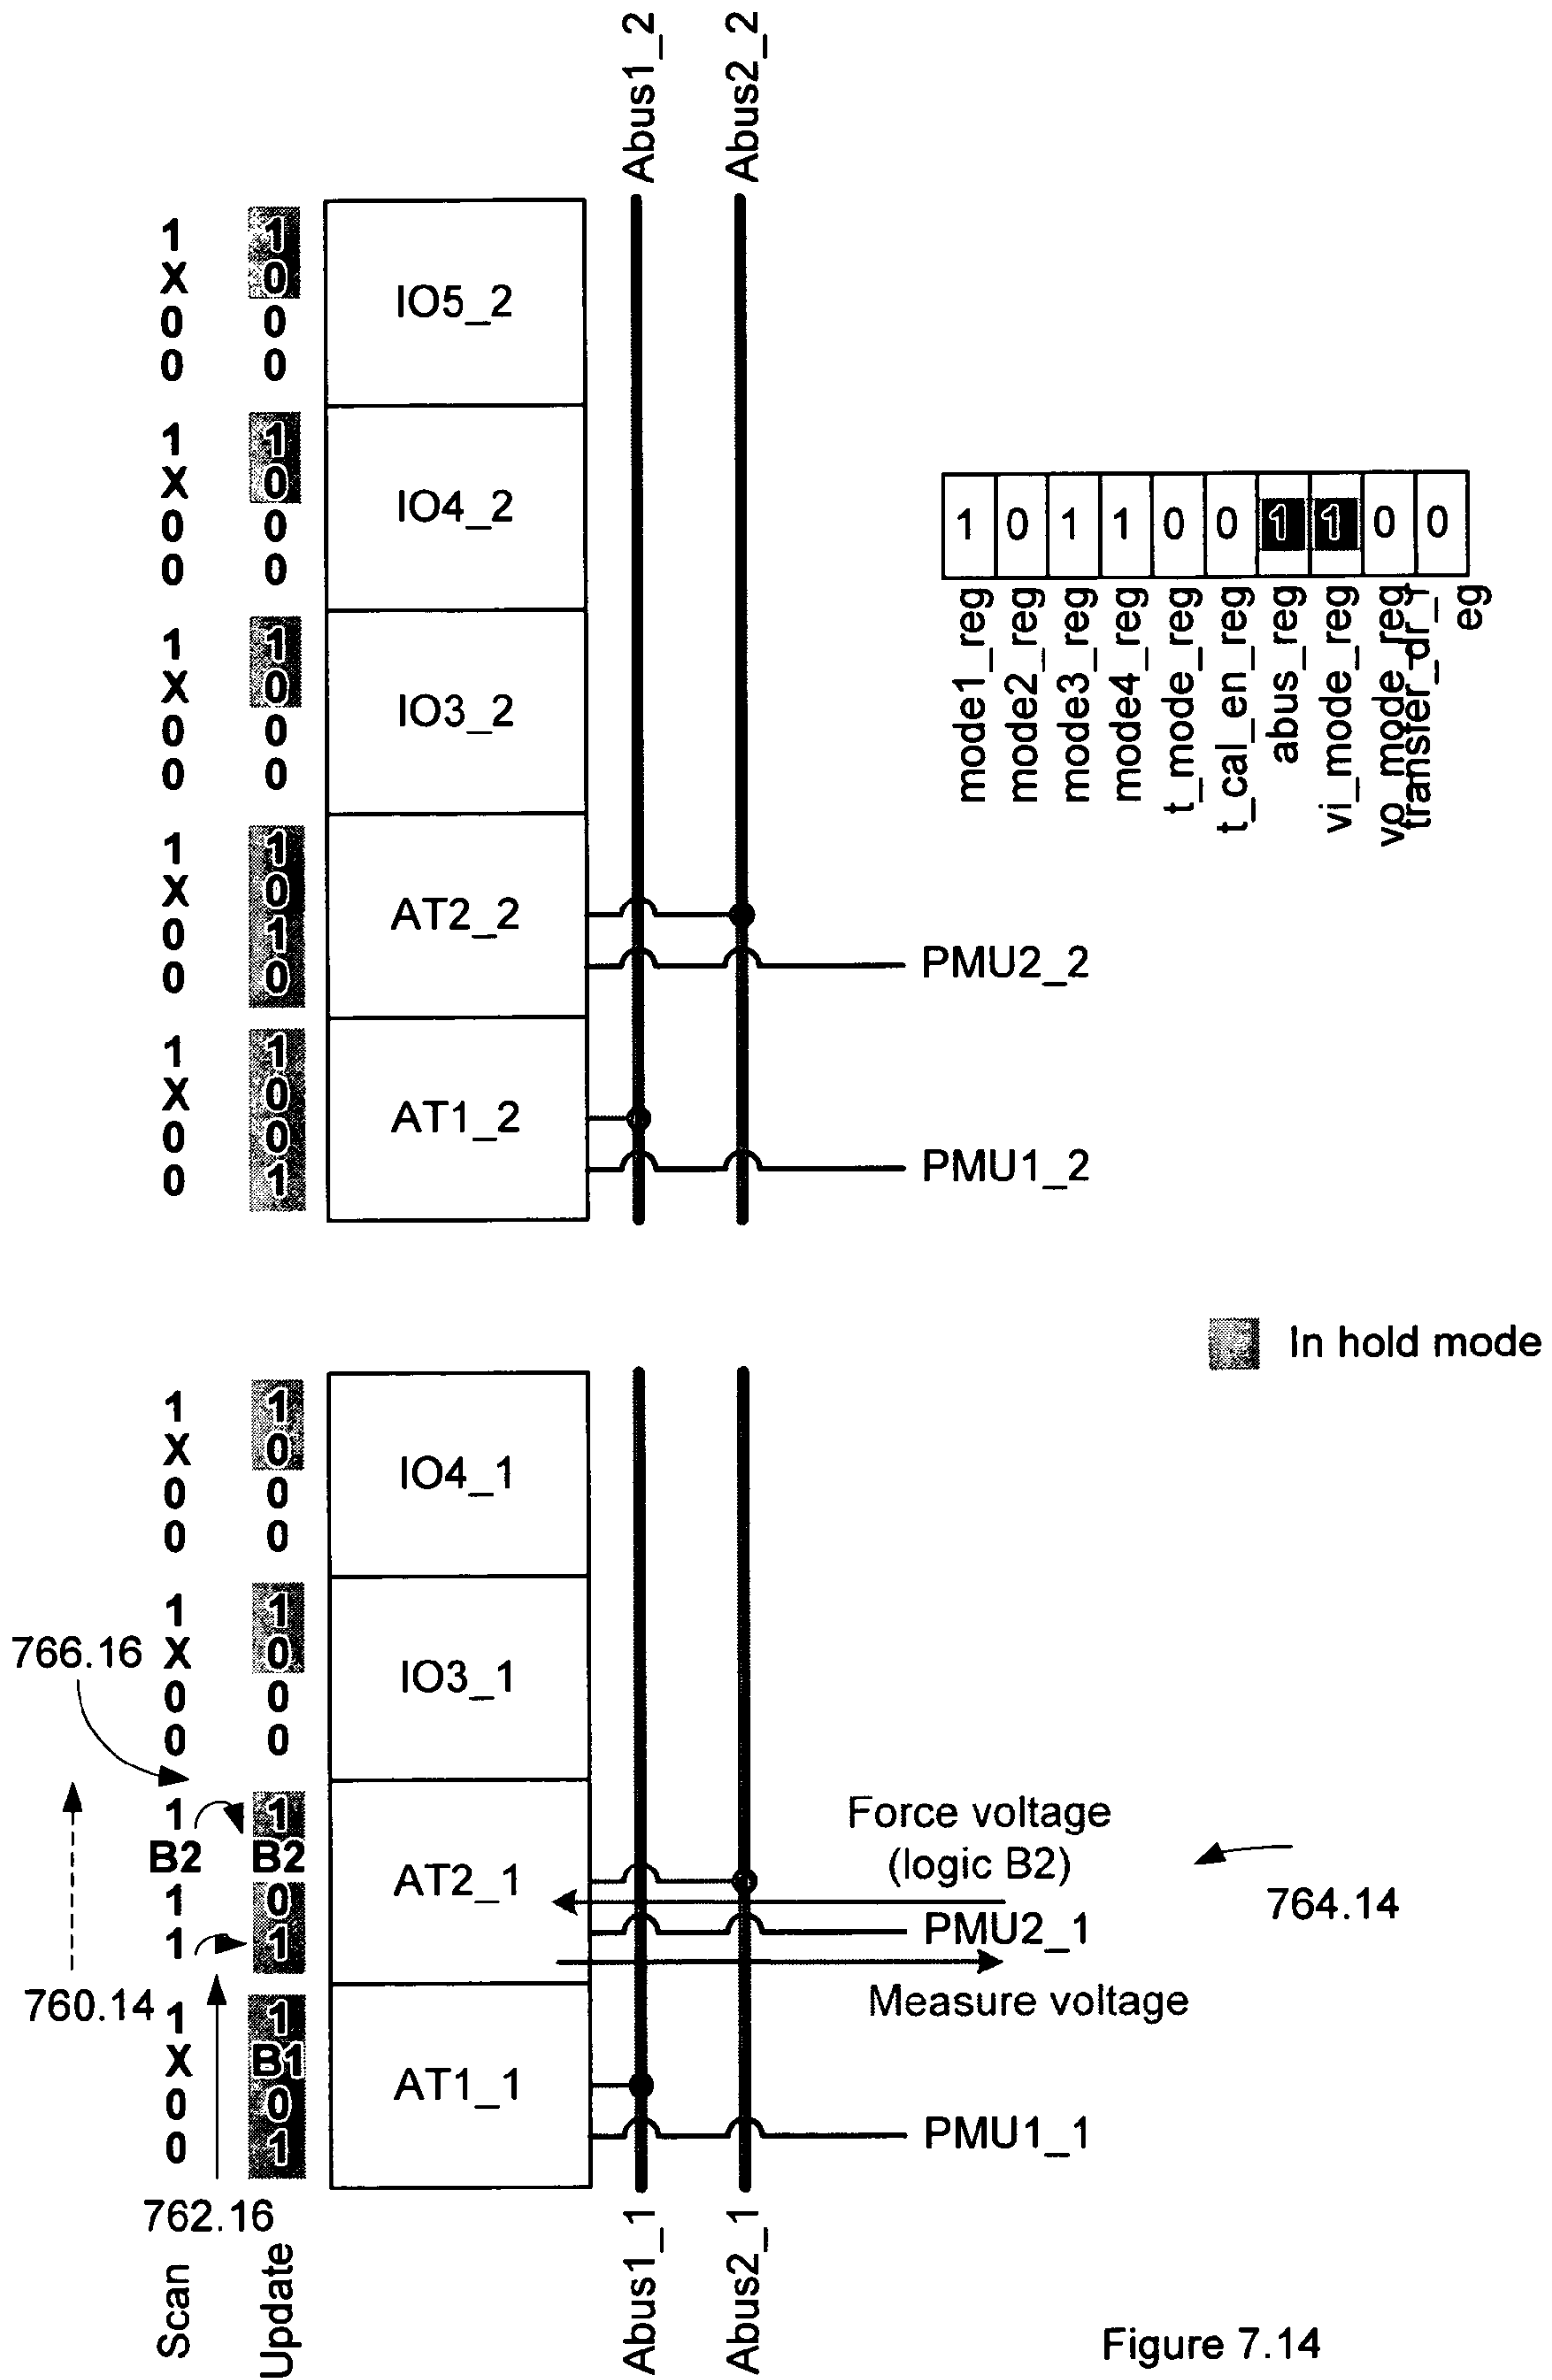 Abus1_2
Abus2_2
1 1
X 0
0 0
0 0
IO5_2
1 1
X 0
0 0
0 0
IO4_2
1 1
X 0
0 0
0 0
IO3_2
1 1
X 0
0 1
0 0
AT2_2
PMU2_2
1 1
X 0
0 0
0 1
AT1_2
PMU1_2
1 0 1 1 0 0 1 1 0 0
mode1_reg
mode2_reg
mode3_reg
mode4_reg
t_mode_reg
t_cal_en_reg
abus_reg
vi_mode_reg
vo_mode_reg
transfer_dr_r
eg
In hold mode
1 1
X 0
0 0
0 0
IO4_1
766.16
1 1
X 0
0 0
0 0
IO3_1
1 1
B2 B2
1 0
1 1
AT2_1
Force voltage
(logic B2)
764.14
PMU2_1
Measure voltage
760.14
1 1
X B1
0 0
0 1
AT1_1
PMU1_1
762.16
Scan
Update
Abus1_1
Abus2_1
Figure 7.14